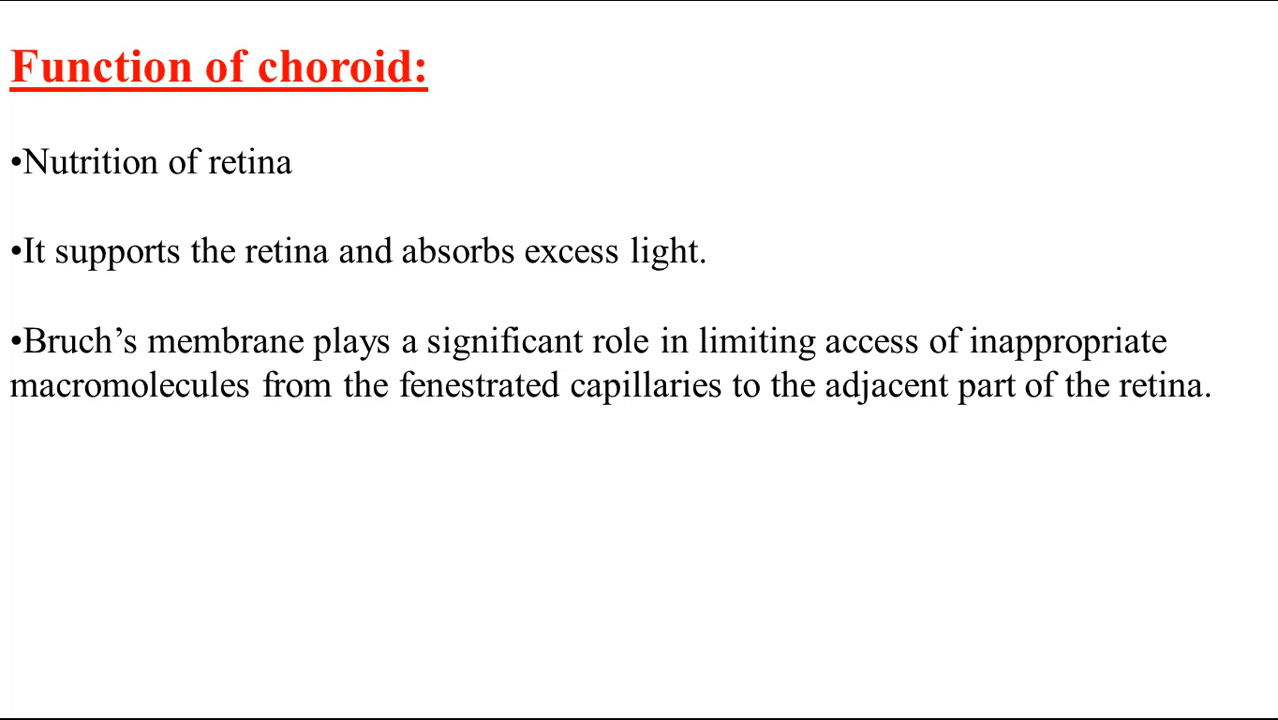 Function of choroid:
•Nutrition of retina
•It supports the retina and absorbs excess light.
•Bruch’s membrane plays a significant role in limiting access of inappropriate
macromolecules from the fenestrated capillaries to the adjacent part of the retina.